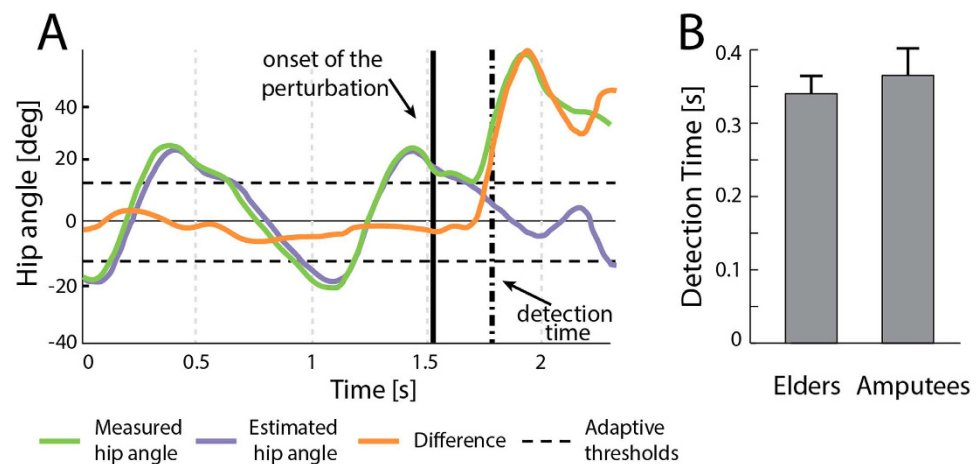 A
onset of the
perturbation
Hip angle [deg]
40
20
0
-20
-40
detection
time
0
0.5
1
1.5
2
Time [s]
B
Detection Time [s]
0.4
0.3
0.2
0.1
0
Elders
Amputees
Measured
hip angle
Estimated
hip angle
Difference
Adaptive
thresholds